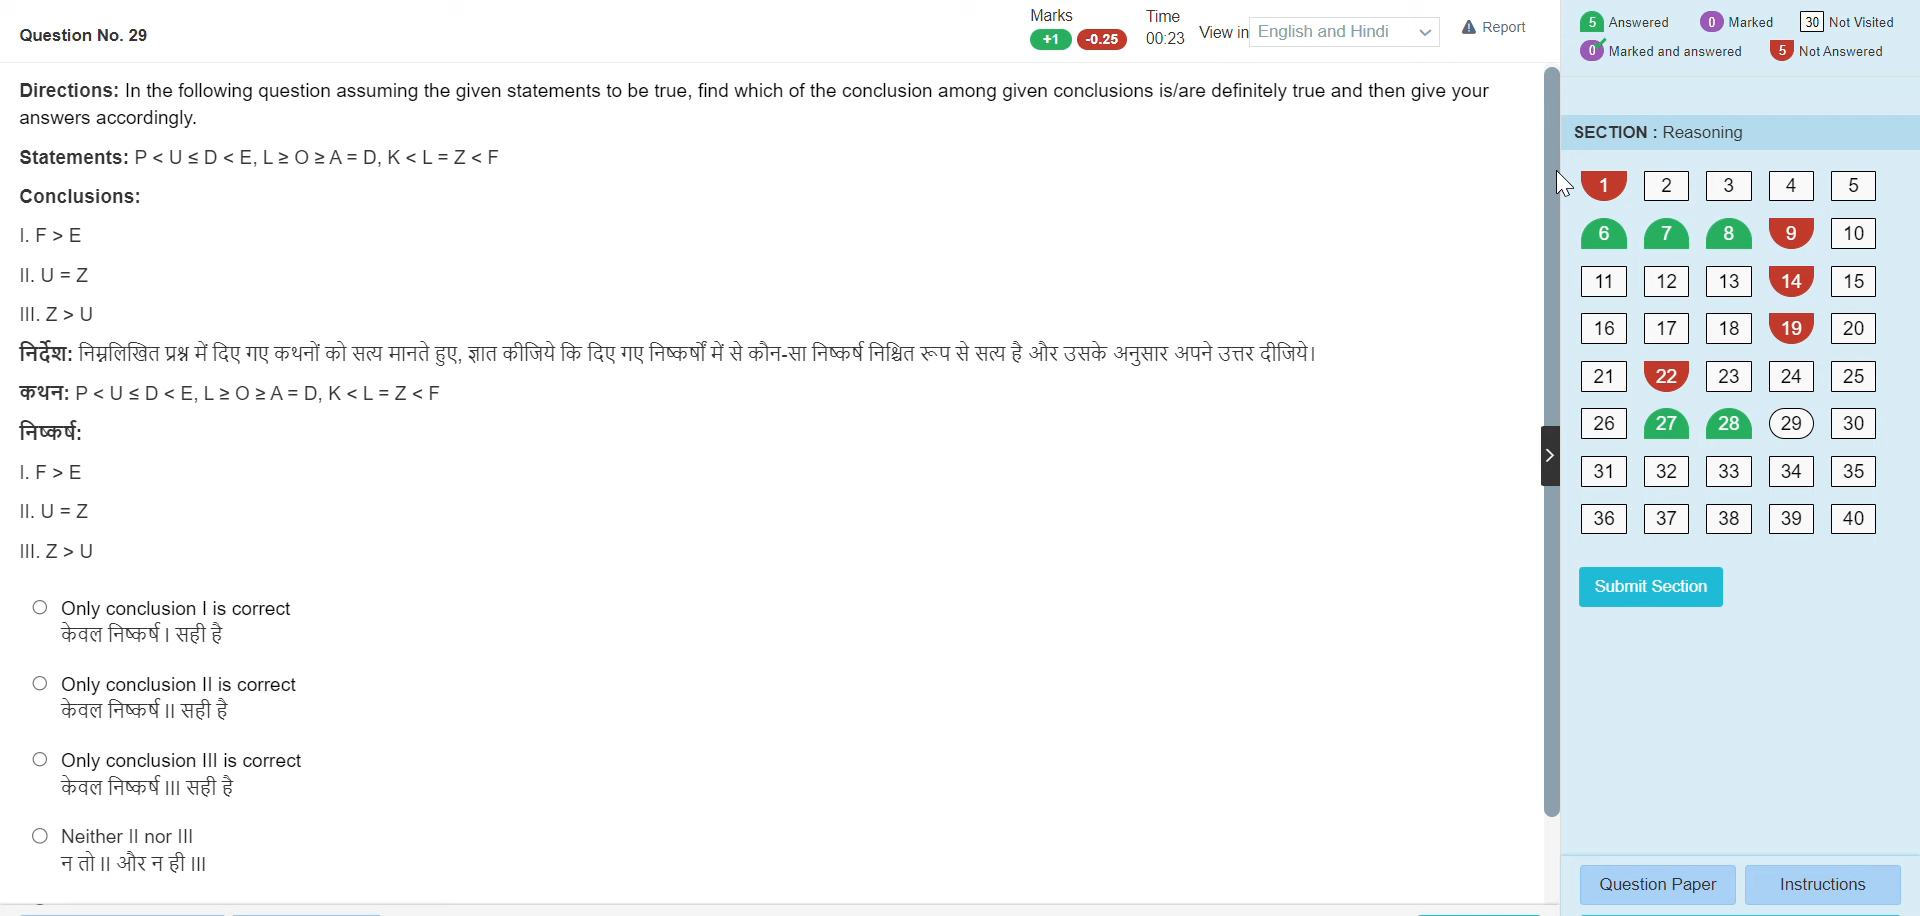 Question No. 29
Marks
+1 -0.25
Time
00:23
View in English and Hindi
Report
Directions: In the following question assuming the given statements to be true, find which of the conclusion among given conclusions is/are definitely true and then give your
answers accordingly.
Statements: P < U ≤ D < E, L ≥ O ≥ A = D, K < L = Z < F
Conclusions:
I. F > E
II. U = Z
III. Z > U
निर्देश: निम्नलिखित प्रश्न में दिए गए कथनों को सत्य मानते हुए, ज्ञात कीजिये कि दिए गए निष्कर्षों में से कौन-सा निष्कर्ष निश्चित रूप से सत्य है और उसके अनुसार अपने उत्तर दीजिये।
कथन: P < U ≤ D < E, L ≥ O ≥ A = D, K < L = Z < F
निष्कर्ष:
I. F > E
II. U = Z
III. Z > U
Only conclusion I is correct
केवल निष्कर्ष I सही है
Only conclusion II is correct
केवल निष्कर्ष II सही है
Only conclusion III is correct
केवल निष्कर्ष III सही है
Neither II nor III
न तो II और न ही III
5 Answered 0 Marked 30 Not Visited
0 Marked and answered 5 Not Answered
SECTION : Reasoning
1 2 3 4 5
6 7 8 9 10
11 12 13 14 15
16 17 18 19 20
21 22 23 24 25
26 27 28 29 30
31 32 33 34 35
36 37 38 39 40
Submit Section
Question Paper Instructions